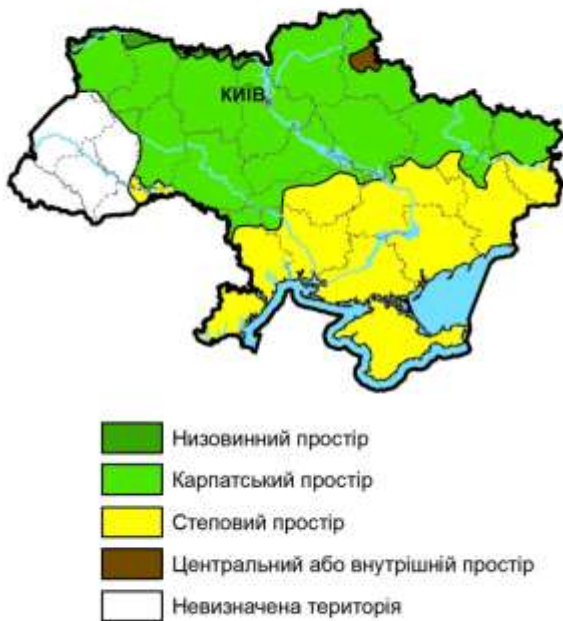 КИЇВ
Низовинний простір
Карпатський простір
Степовий простір
Центральний або внутрішній простір
Невизначена територія